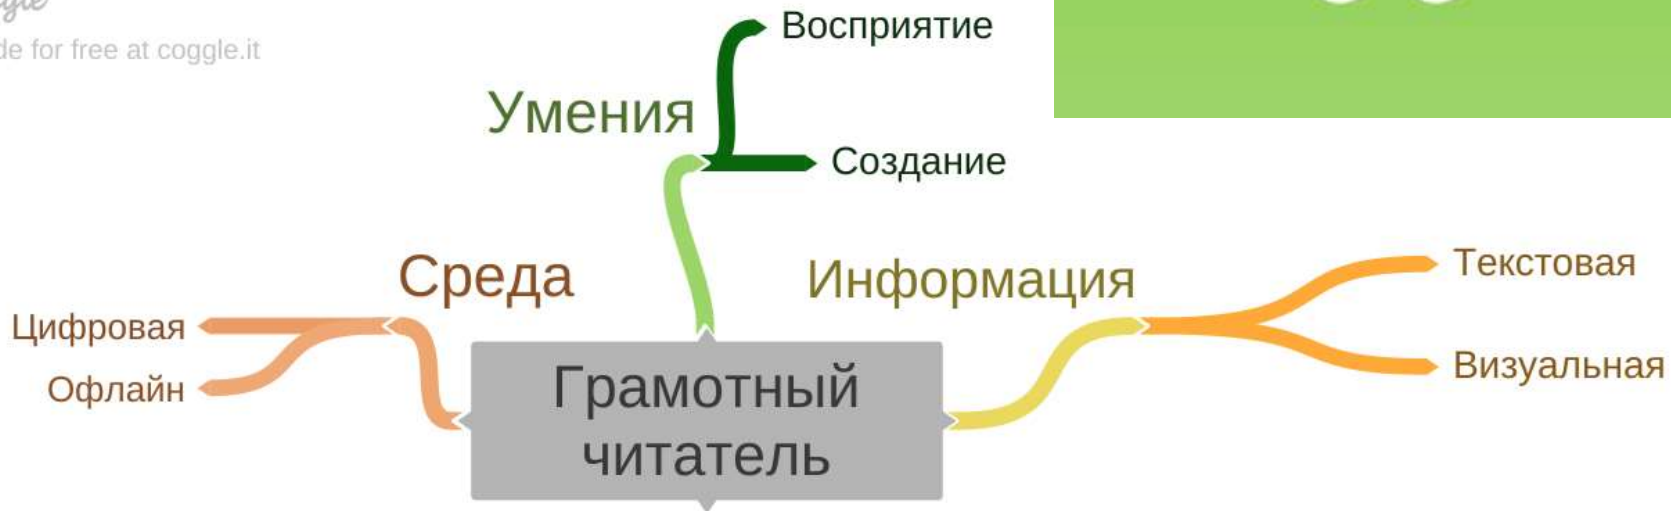 de for free at coggle.it
Восприятие
Умения
Создание
Среда
Информация
Текстовая
Цифровая
Визуальная
Офлайн
Грамотный
читатель